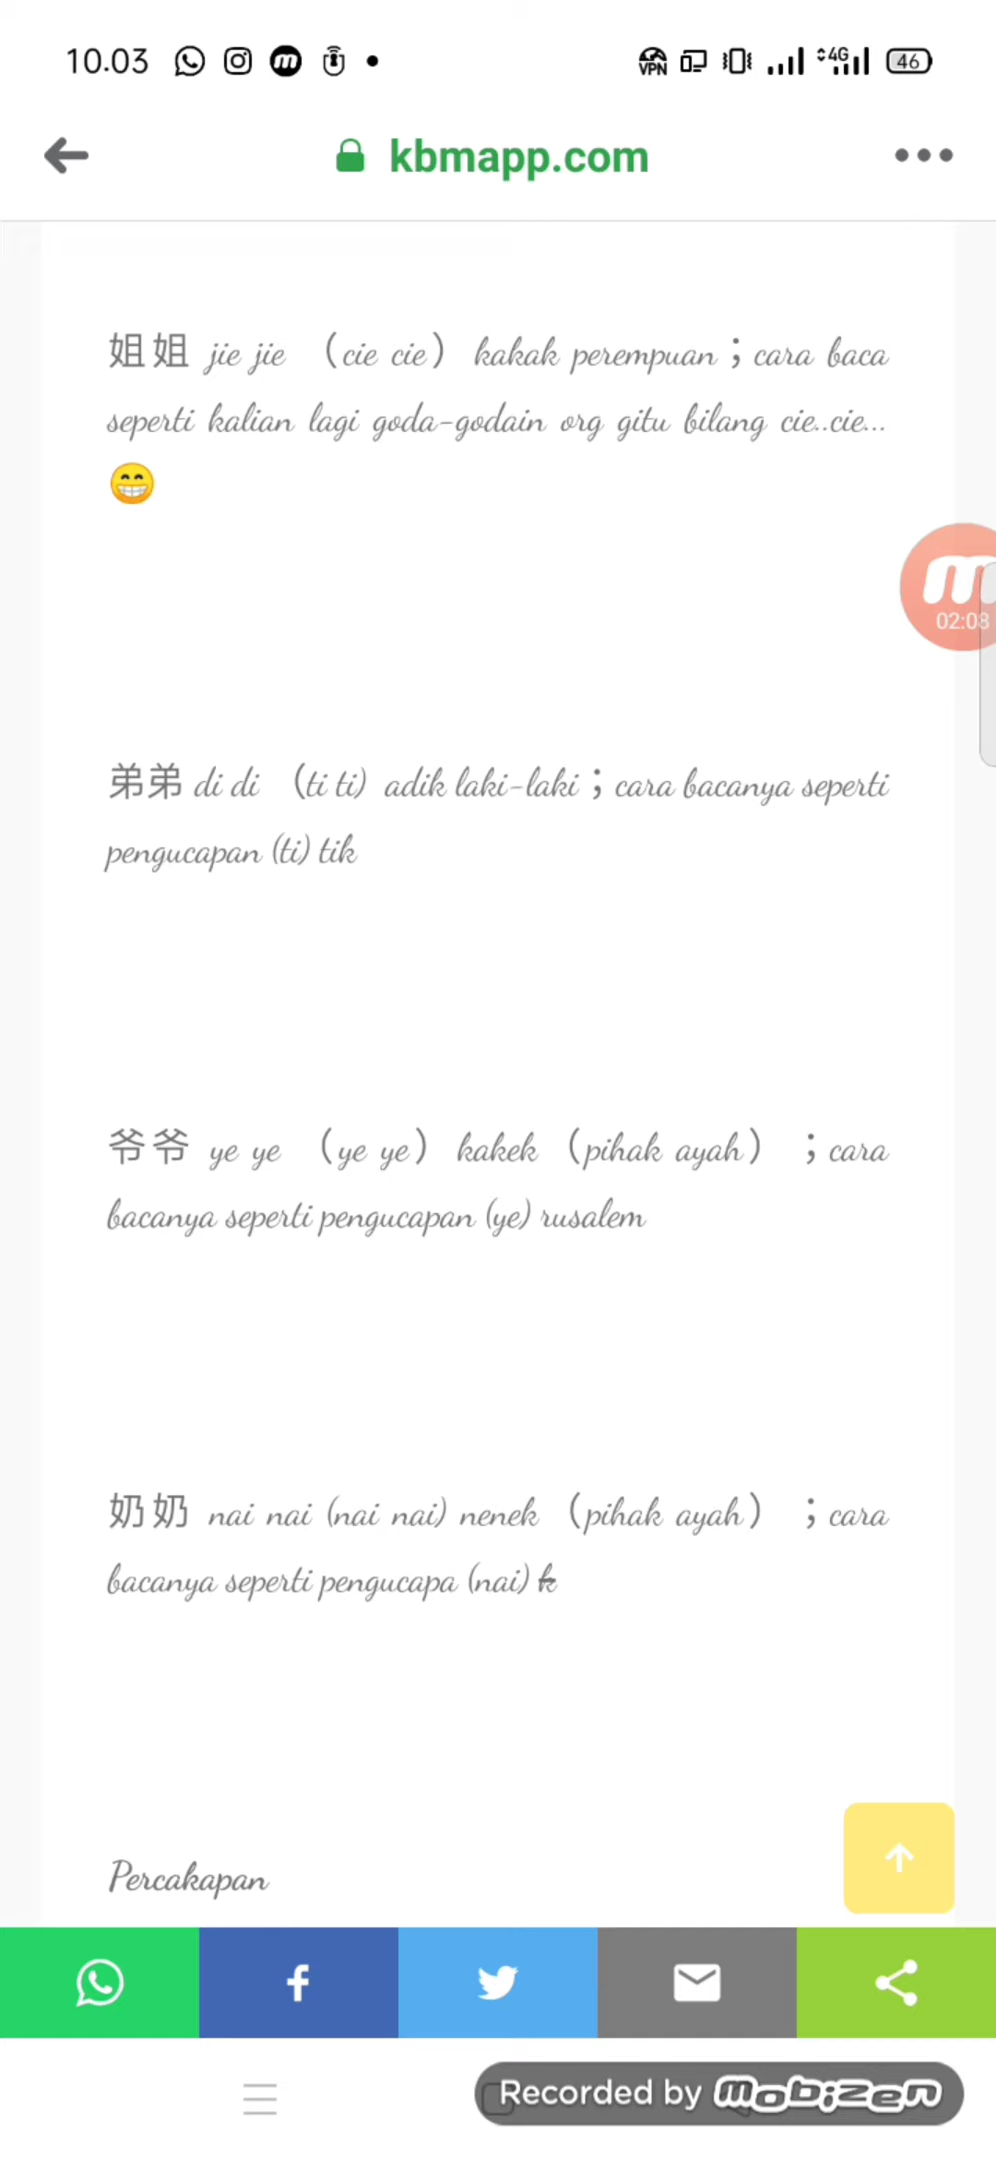 10.03 VPN 4G 46
kbmapp.com
姐姐 jie jie （cie cie） kakak perempuan；cara baca
seperti kalian lagi goda-godain org gitu bilang cie..cie...
😁
02:03
弟弟 di di （ti ti) adik laki-laki；cara bacanya seperti
pengucapan (ti) tik
爷爷 ye ye （ye ye） kakek （pihak ayah） ；cara
bacanya seperti pengucapan (ye) rusalem
奶奶 nai nai (nai nai) nenek （pihak ayah） ；cara
bacanya seperti pengucapa (nai) k
Percakapan
Recorded by mobizen